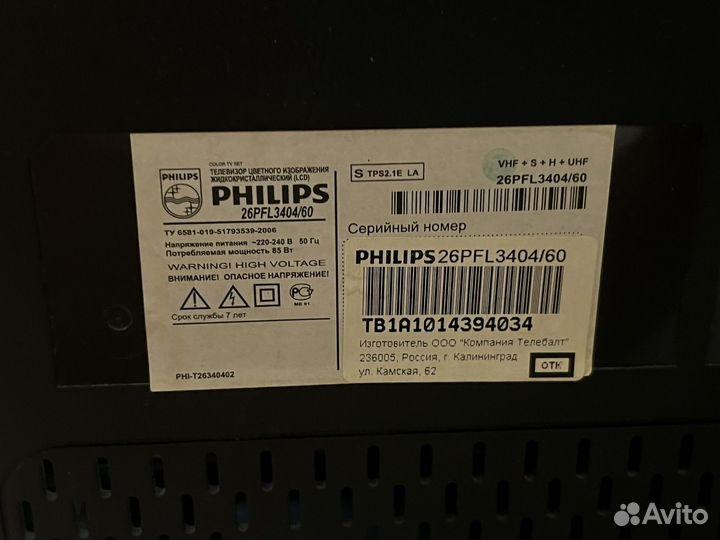 COLOR TV SET
ТЕЛЕВИЗОР ЦВЕТНОГО ИЗОБРАЖЕНИЯ
ЖИДКОКРИСТАЛЛИЧЕСКИЙ (LCD)
PHILIPS
PHILIPS
26PFL3404/60
ТУ 6581-019-51793539-2006
Напряжение питания ~220-240 В 50 Гц
Потребляемая мощность 85 Вт
WARNING! HIGH VOLTAGE
ВНИМАНИЕ! ОПАСНОЕ НАПРЯЖЕНИЕ!
МЕ 61
Срок службы 7 лет
PHI-T26340402
S TPS2.1E LA
VHF + S + H + UHF
26PFL3404/60
Серийный номер
PHILIPS 26PFL3404/60
TB1A1014394034
Изготовитель ООО "Компания Телебалт"
236005, Россия, г. Калининград
ул. Камская, 62
ОТК
Avito